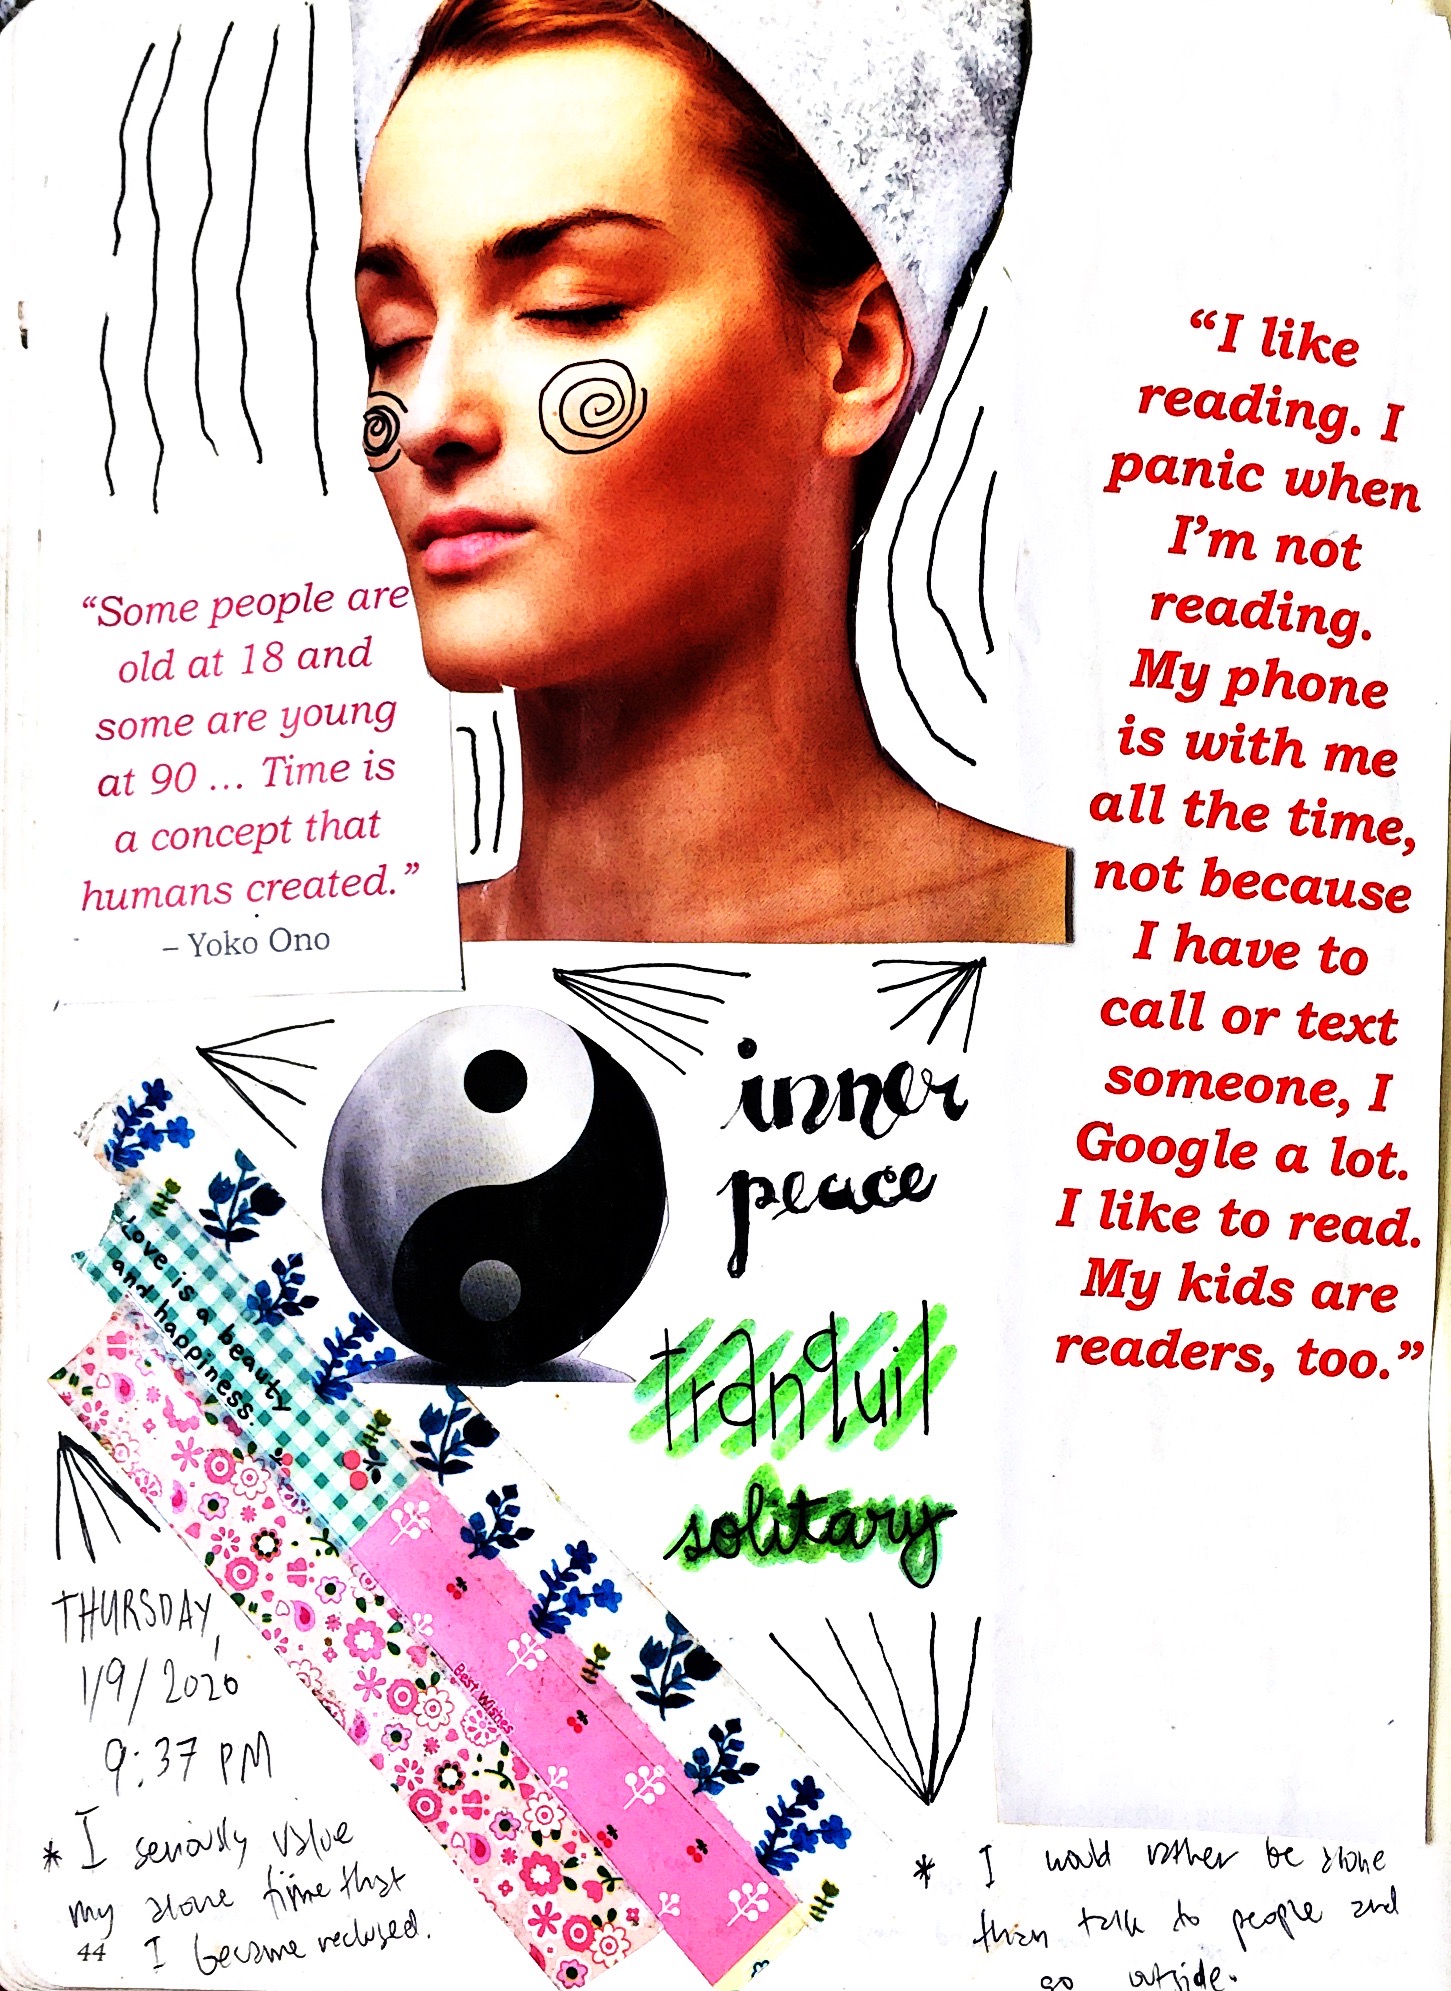 “Some people are
old at 18 and
some are young
at 90 ... Time is
a concept that
humans created.”
– Yoko Ono
“I like
reading. I
panic when
I’m not
reading.
My phone
is with me
all the time,
not because
I have to
call or text
someone, I
Google a lot.
I like to read.
My kids are
readers, too.”
inner
peace
tranquil
solitary
Love is a beauty
and happiness.
Best Wishes
THURSDAY,
1/9/2020
9:37 PM
* I seriously value
my alone time that
I became reclused.
44
* I would rather be alone
than talk to people and
go outside.